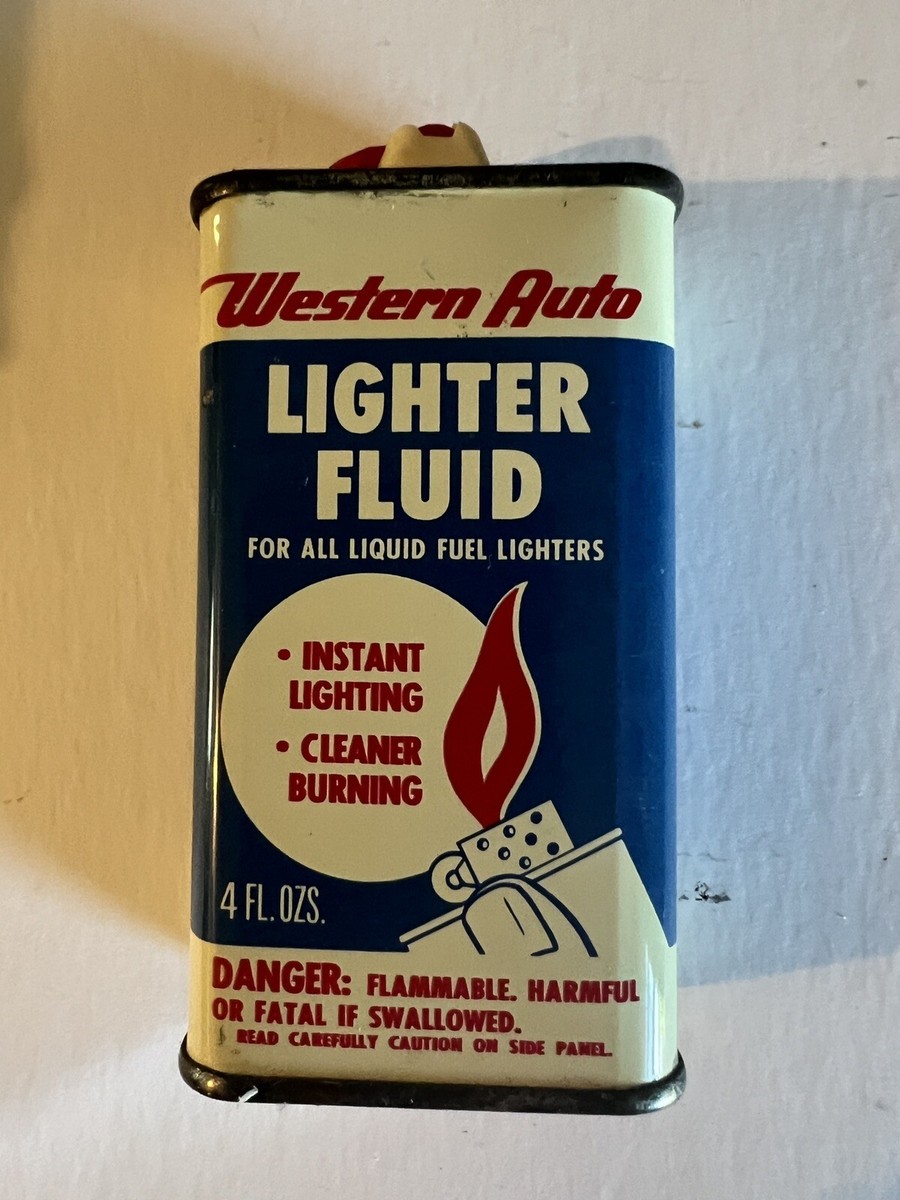 Western Auto
LIGHTER
FLUID
FOR ALL LIQUID FUEL LIGHTERS
• INSTANT
LIGHTING
• CLEANER
BURNING
4 FL. OZS.
DANGER: FLAMMABLE. HARMFUL
OR FATAL IF SWALLOWED.
READ CAREFULLY CAUTION ON SIDE PANEL.